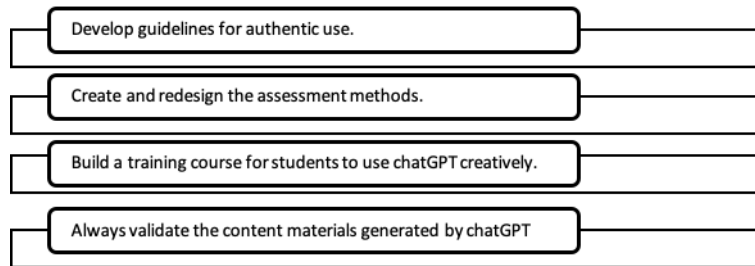 Develop guidelines for authentic use.
Create and redesign the assessment methods.
Build a training course for students to use chatGPT creatively.
Always validate the content materials generated by chatGPT